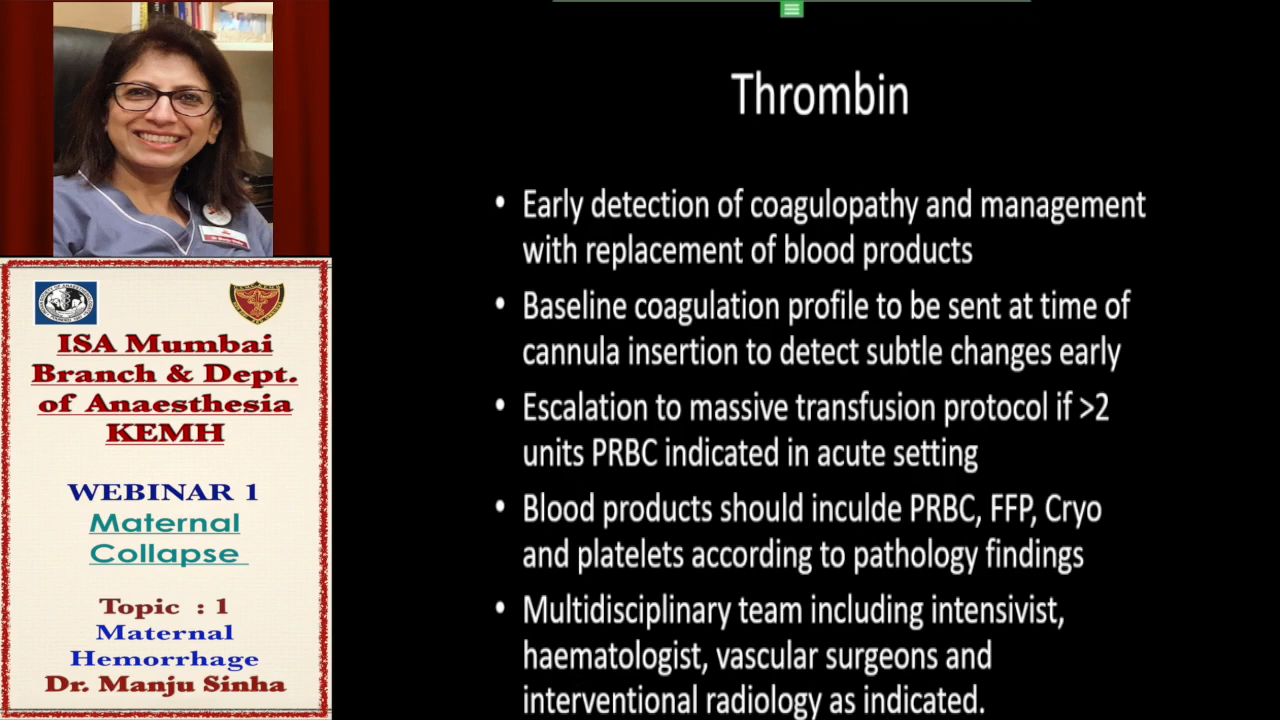 Thrombin
• Early detection of coagulopathy and management
with replacement of blood products
• Baseline coagulation profile to be sent at time of
cannula insertion to detect subtle changes early
• Escalation to massive transfusion protocol if >2
units PRBC indicated in acute setting
• Blood products should inculde PRBC, FFP, Cryo
and platelets according to pathology findings
• Multidisciplinary team including intensivist,
haematologist, vascular surgeons and
interventional radiology as indicated.
ISA Mumbai
Branch & Dept.
of Anaesthesia
KEMH
WEBINAR 1
Maternal
Collapse
Topic : 1
Maternal
Hemorrhage
Dr. Manju Sinha